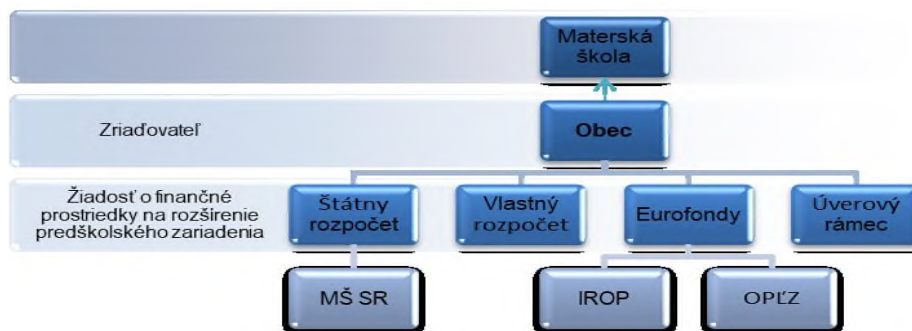 Materská
škola
Zriaďovateľ
Obec
Žiadosť o finančné
prostriedky na rozšírenie
predškolského zariadenia
Štátny
rozpočet
Vlastný
rozpočet
Eurofondy
Úverový
rámec
MŠ SR
IROP
OPĽZ